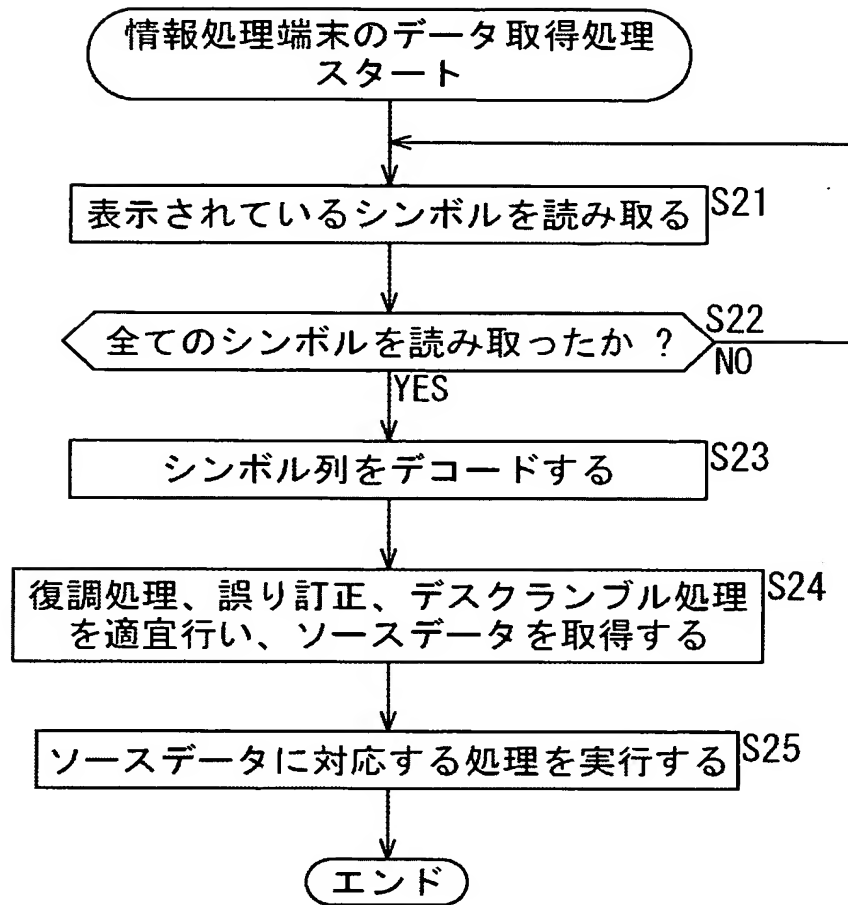 情報処理端末のデータ取得処理
スタート
表示されているシンボルを読み取る
S21
全てのシンボルを読み取ったか ?
S22
NO
YES
シンボル列をデコードする
S23
復調処理、誤り訂正、デスクランブル処理
を適宜行い、ソースデータを取得する
S24
ソースデータに対応する処理を実行する
S25
エンド